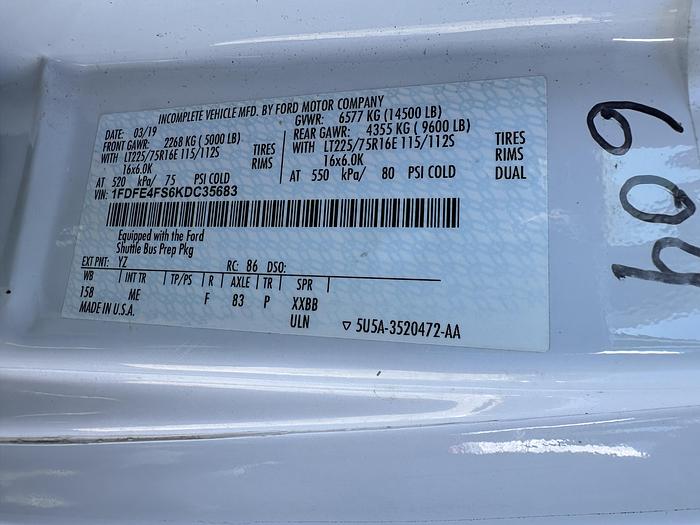 INCOMPLETE VEHICLE MFD. BY FORD MOTOR COMPANY
DATE: 03/19 GVWR: 6577 KG (14500 LB)
FRONT GAWR: 2268 KG ( 5000 LB) REAR GAWR: 4355 KG ( 9600 LB)
WITH LT225/75R16E 115/112S TIRES WITH LT225/75R16E 115/112S TIRES
16x6.0K RIMS 16x6.0K RIMS
AT 520 kPa/ 75 PSI COLD AT 550 kPa/ 80 PSI COLD DUAL
VIN: 1FDFE4FS6KDC35683
Equipped with the Ford
Shuttle Bus Prep Pkg
EXT PNT: YZ RC: 86 DSO:
WB INT TR TP/PS R AXLE TR SPR
158 ME F 83 P XXBB
MADE IN U.S.A. ULN ▽ 5U5A-3520472-AA